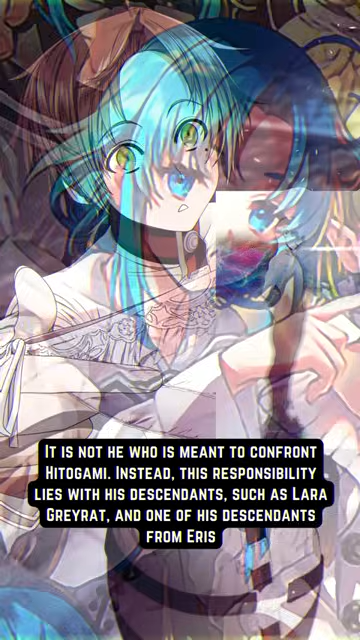 It is not he who is meant to confront
Hitogami. Instead, this responsibility
lies with his descendants, such as Lara
Greyrat, and one of his descendants
from Eris